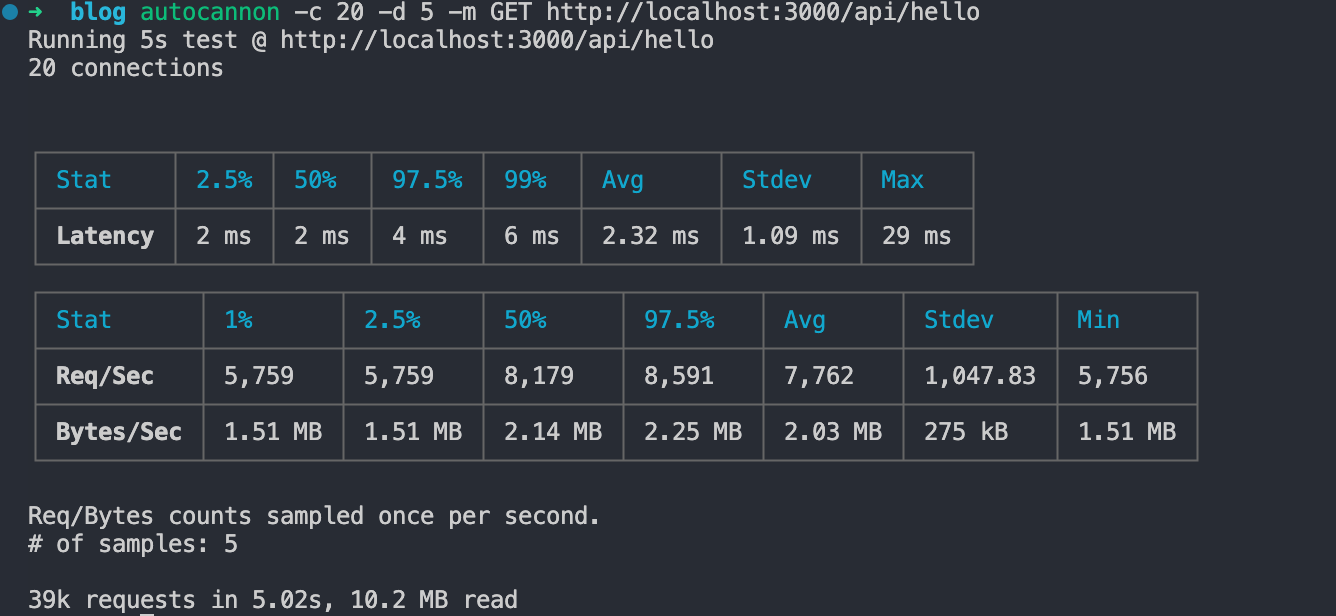 ➜ blog autocannon -c 20 -d 5 -m GET http://localhost:3000/api/hello
Running 5s test @ http://localhost:3000/api/hello
20 connections
Stat 2.5% 50% 97.5% 99% Avg Stdev Max
Latency 2 ms 2 ms 4 ms 6 ms 2.32 ms 1.09 ms 29 ms
Stat 1% 2.5% 50% 97.5% Avg Stdev Min
Req/Sec 5,759 5,759 8,179 8,591 7,762 1,047.83 5,756
Bytes/Sec 1.51 MB 1.51 MB 2.14 MB 2.25 MB 2.03 MB 275 kB 1.51 MB
Req/Bytes counts sampled once per second.
# of samples: 5
39k requests in 5.02s, 10.2 MB read